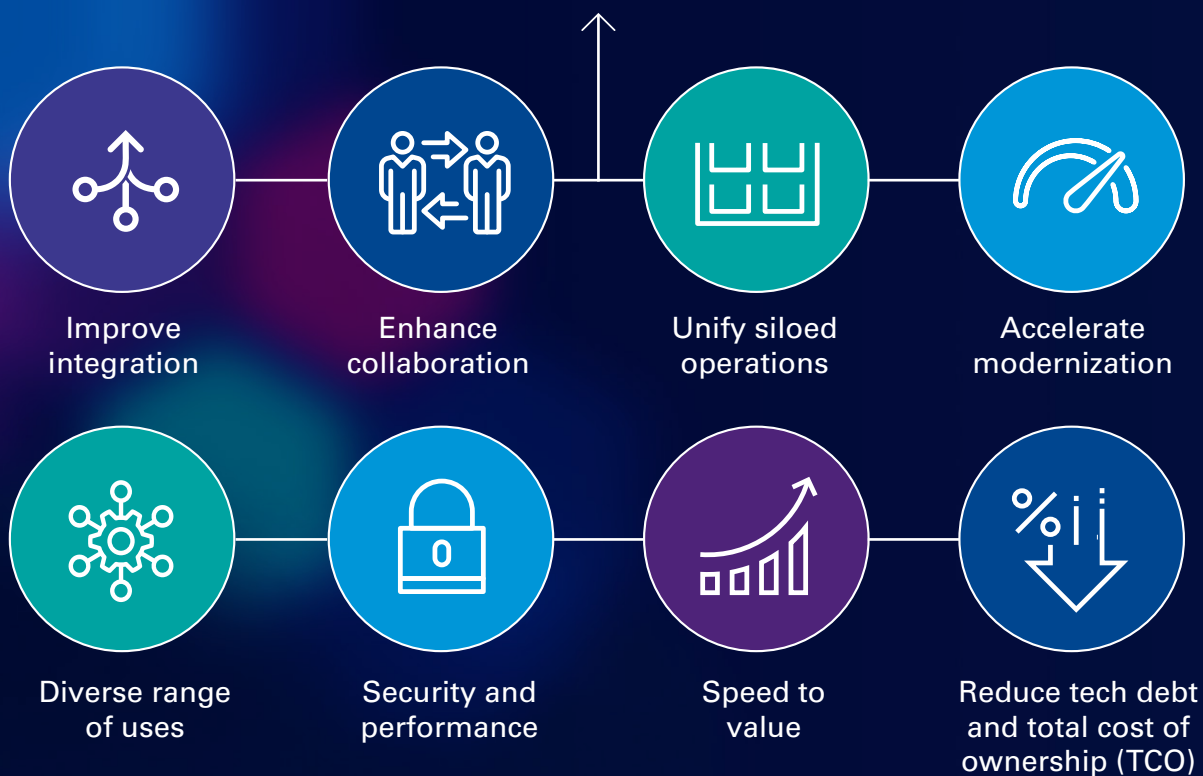 Improve
integration
Enhance
collaboration
Unify siloed
operations
Accelerate
modernization
Diverse range
of uses
Security and
performance
Speed to
value
Reduce tech debt
and total cost of
ownership (TCO)